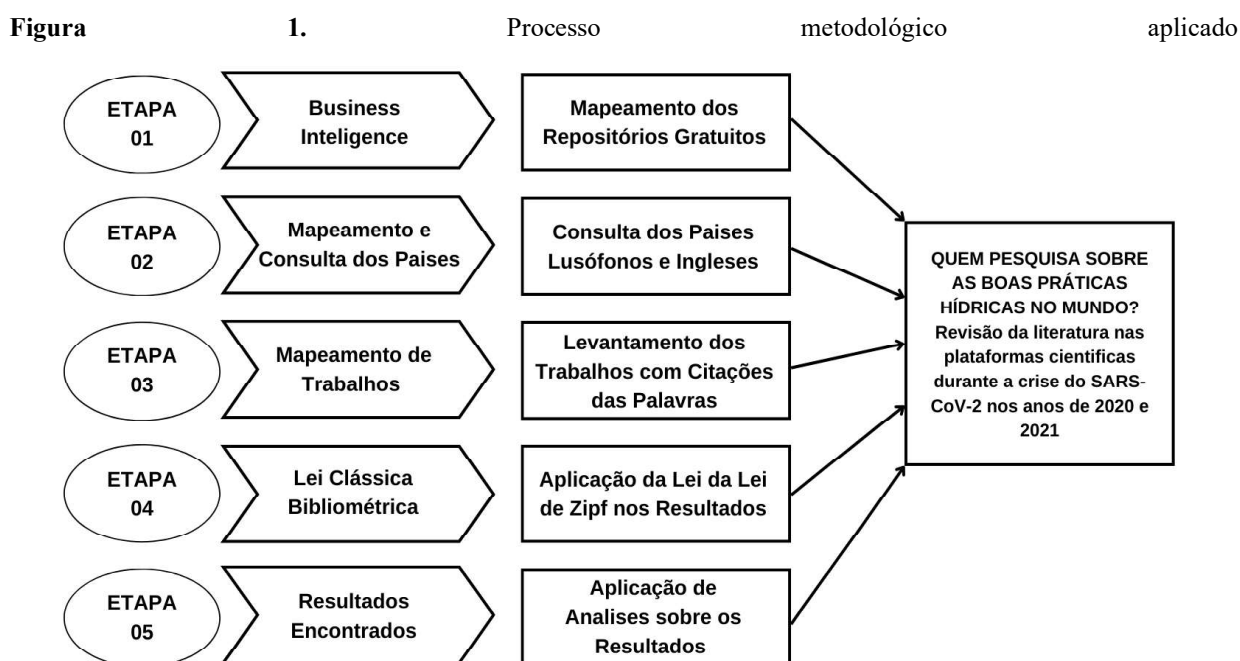 Figura 1. Processo metodológico aplicado
ETAPA
01
Business
Inteligence
Mapeamento dos
Repositórios Gratuitos
ETAPA
02
Mapeamento e
Consulta dos Paises
Consulta dos Paises
Lusófonos e Ingleses
ETAPA
03
Mapeamento de
Trabalhos
Levantamento dos
Trabalhos com Citações
das Palavras
ETAPA
04
Lei Clássica
Bibliométrica
Aplicação da Lei da Lei
de Zipf nos Resultados
ETAPA
05
Resultados
Encontrados
Aplicação de
Analises sobre os
Resultados
QUEM PESQUISA SOBRE
AS BOAS PRÁTICAS
HÍDRICAS NO MUNDO?
Revisão da literatura nas
plataformas cientificas
durante a crise do SARS-
CoV-2 nos anos de 2020 e
2021